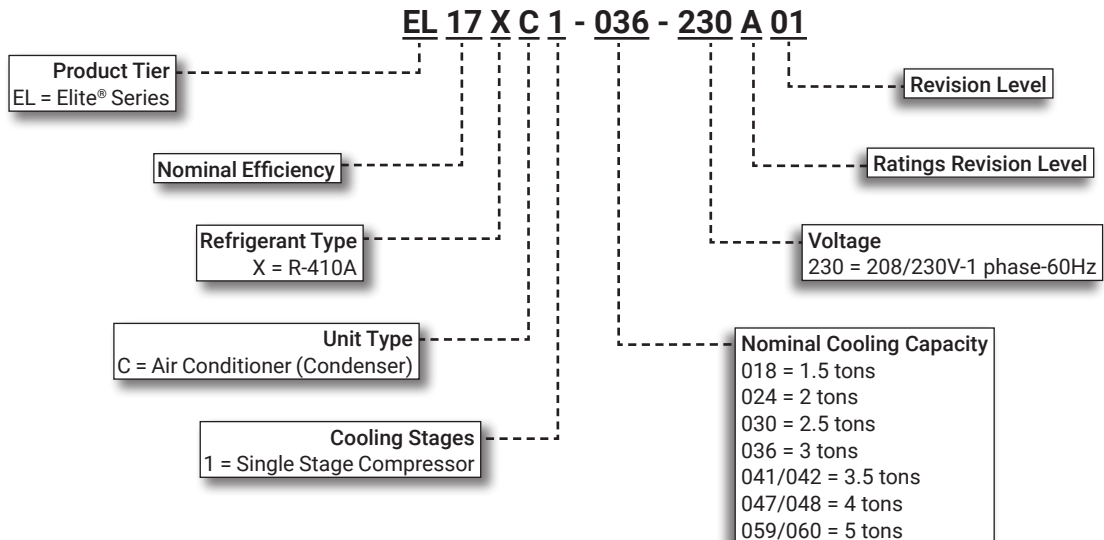 EL 17 X C 1 - 036 - 230 A 01
Product Tier
EL = Elite® Series
Revision Level
Nominal Efficiency
Ratings Revision Level
Refrigerant Type
X = R-410A
Voltage
230 = 208/230V-1 phase-60Hz
Unit Type
C = Air Conditioner (Condenser)
Nominal Cooling Capacity
018 = 1.5 tons
024 = 2 tons
030 = 2.5 tons
036 = 3 tons
041/042 = 3.5 tons
047/048 = 4 tons
059/060 = 5 tons
Cooling Stages
1 = Single Stage Compressor